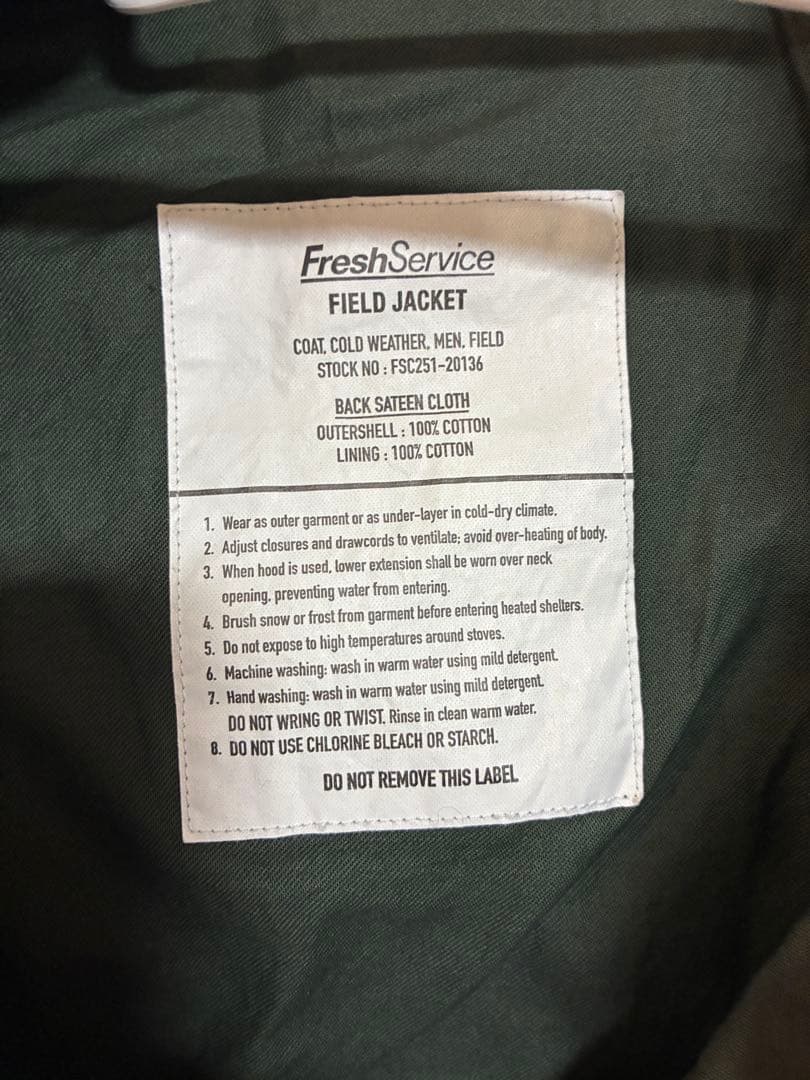 FreshService
FIELD JACKET
COAT, COLD WEATHER, MEN, FIELD
STOCK NO : FSC251-20136
BACK SATEEN CLOTH
OUTERSHELL : 100% COTTON
LINING : 100% COTTON
1. Wear as outer garment or as under-layer in cold-dry climate.
2. Adjust closures and drawcords to ventilate; avoid over-heating of body.
3. When hood is used, lower extension shall be worn over neck
opening, preventing water from entering.
4. Brush snow or frost from garment before entering heated shelters.
5. Do not expose to high temperatures around stoves.
6. Machine washing: wash in warm water using mild detergent.
7. Hand washing: wash in warm water using mild detergent.
DO NOT WRING OR TWIST. Rinse in clean warm water.
8. DO NOT USE CHLORINE BLEACH OR STARCH.
DO NOT REMOVE THIS LABEL